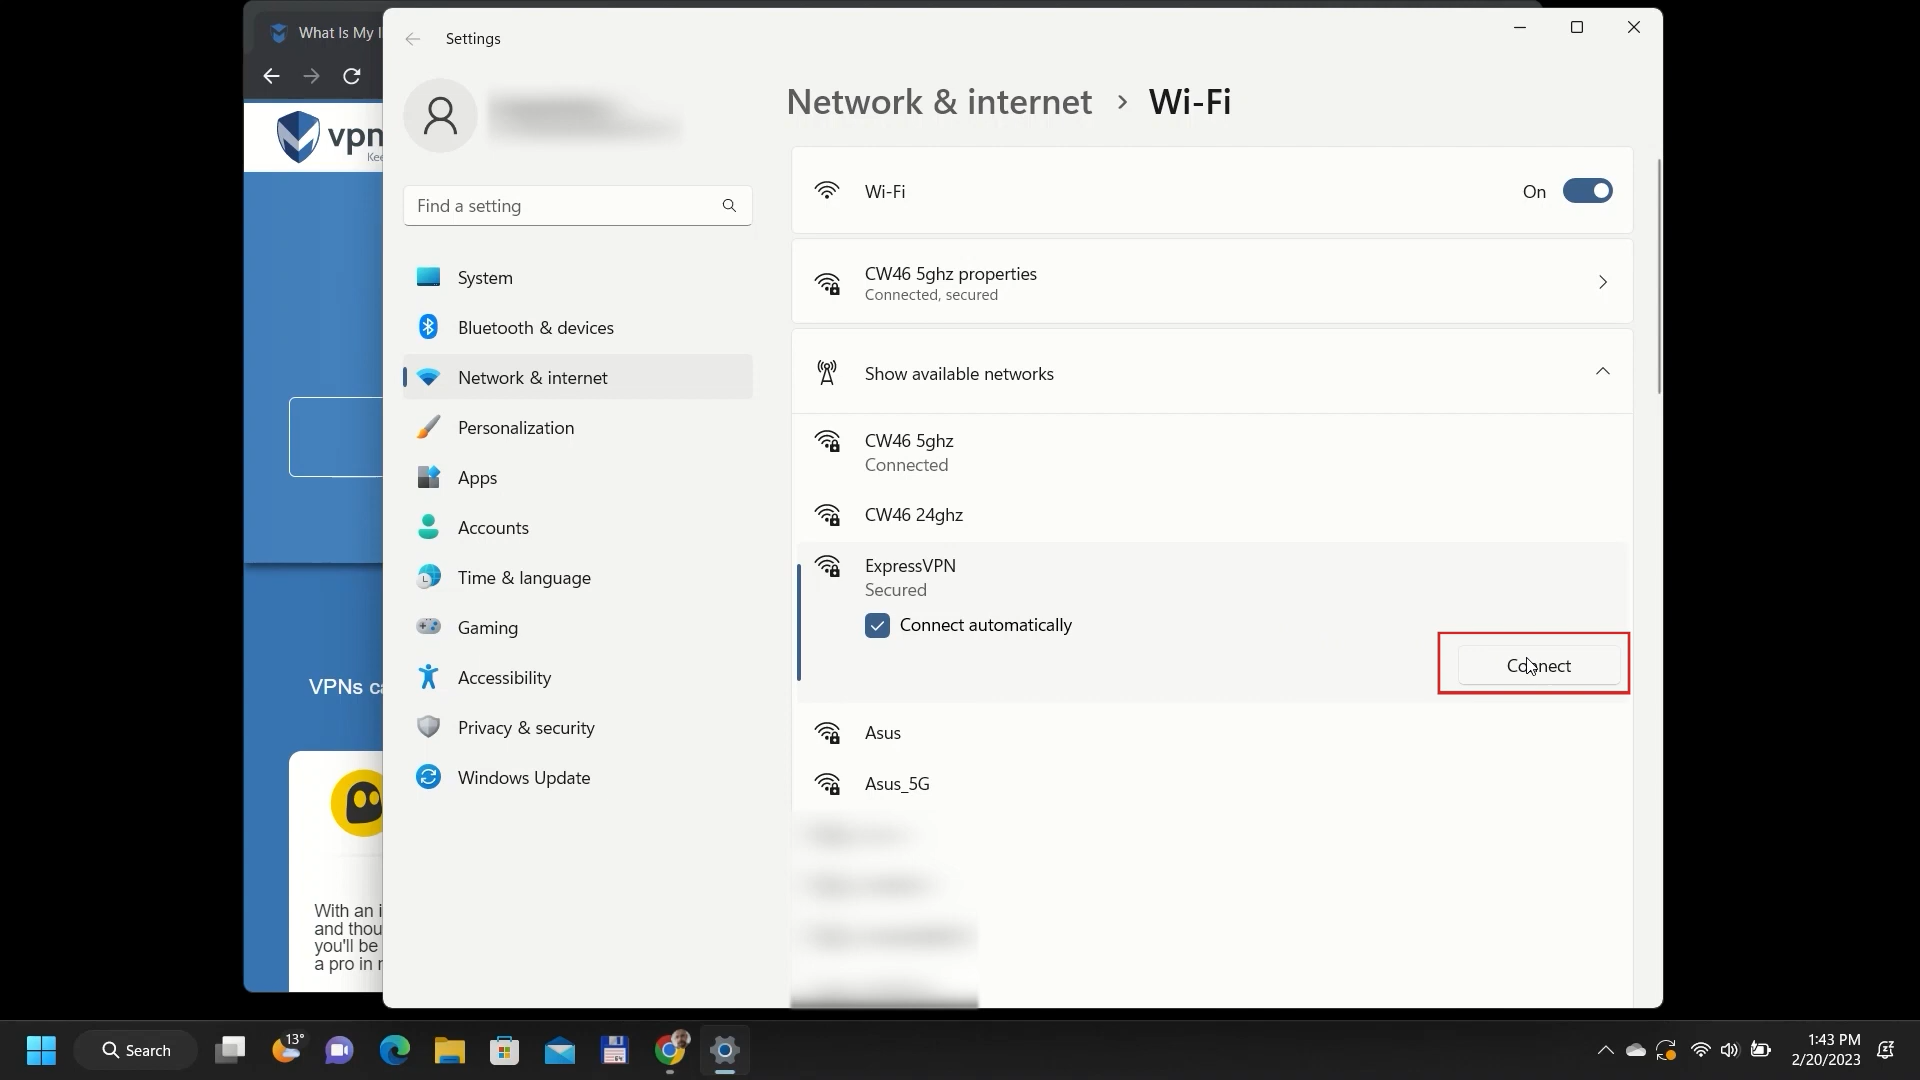 What Is My I
vpn
Kee
VPNs ca
With an i
and thou
you'll be
a pro in r
Settings
Find a setting
System
Bluetooth & devices
Network & internet
Personalization
Apps
Accounts
Time & language
Gaming
Accessibility
Privacy & security
Windows Update
Network & internet > Wi-Fi
Wi-Fi On
CW46 5ghz properties
Connected, secured
Show available networks
CW46 5ghz
Connected
CW46 24ghz
ExpressVPN
Secured
Connect automatically
Connect
Asus
Asus_5G
13°
Search
1:43 PM
2/20/2023